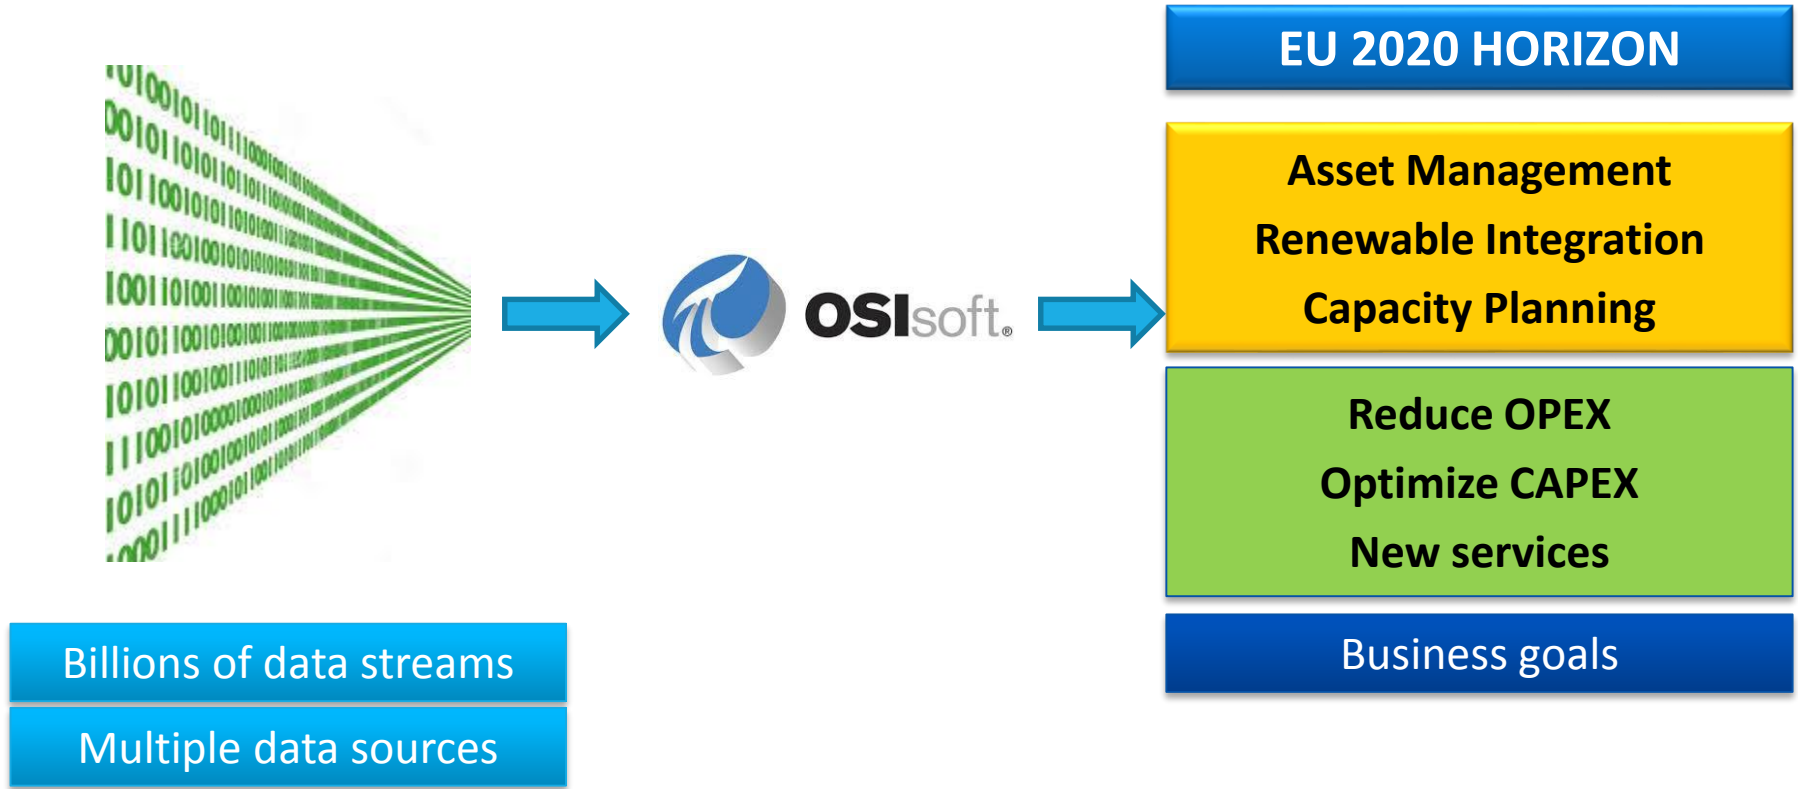 EU 2020 HORIZON
Asset Management
Renewable Integration
Capacity Planning
OSIsoft®
Reduce OPEX
Optimize CAPEX
New services
Business goals
Billions of data streams
Multiple data sources